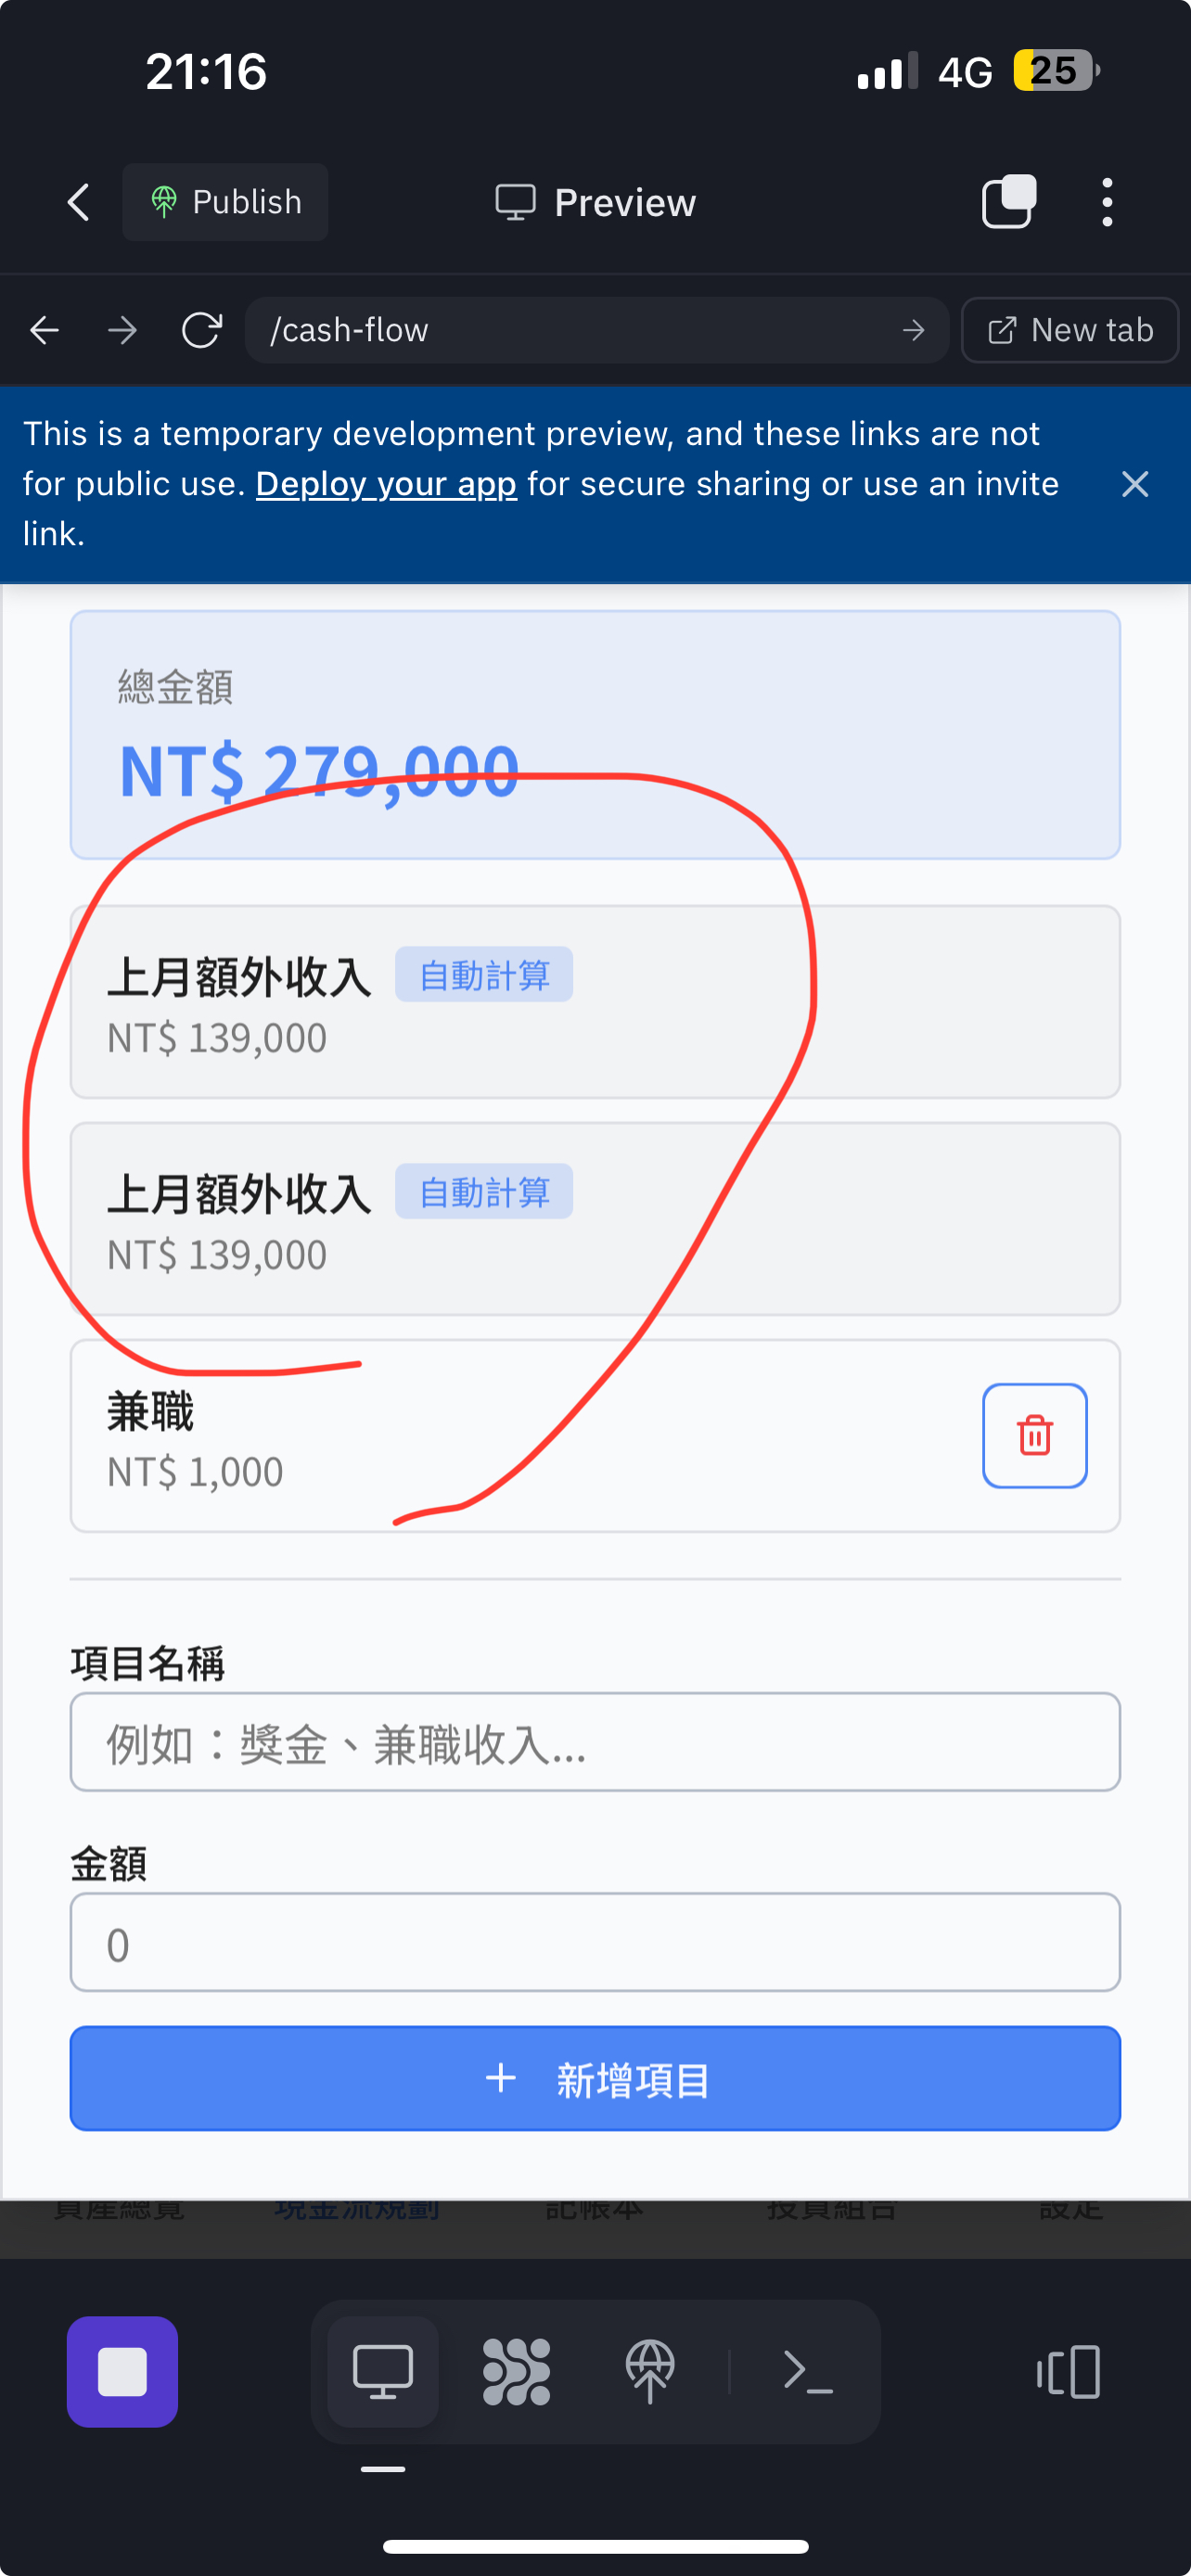 21:16
4G
25
Publish
Preview
/cash-flow
New tab
This is a temporary development preview, and these links are not
for public use. Deploy your app for secure sharing or use an invite
link.
總金額
NT$ 279,000
上月額外收入
自動計算
NT$ 139,000
上月額外收入
自動計算
NT$ 139,000
兼職
NT$ 1,000
項目名稱
例如：獎金、兼職收入...
金額
0
新增項目
資產總覽
現金流規劃
記帳本
投資組合
設定